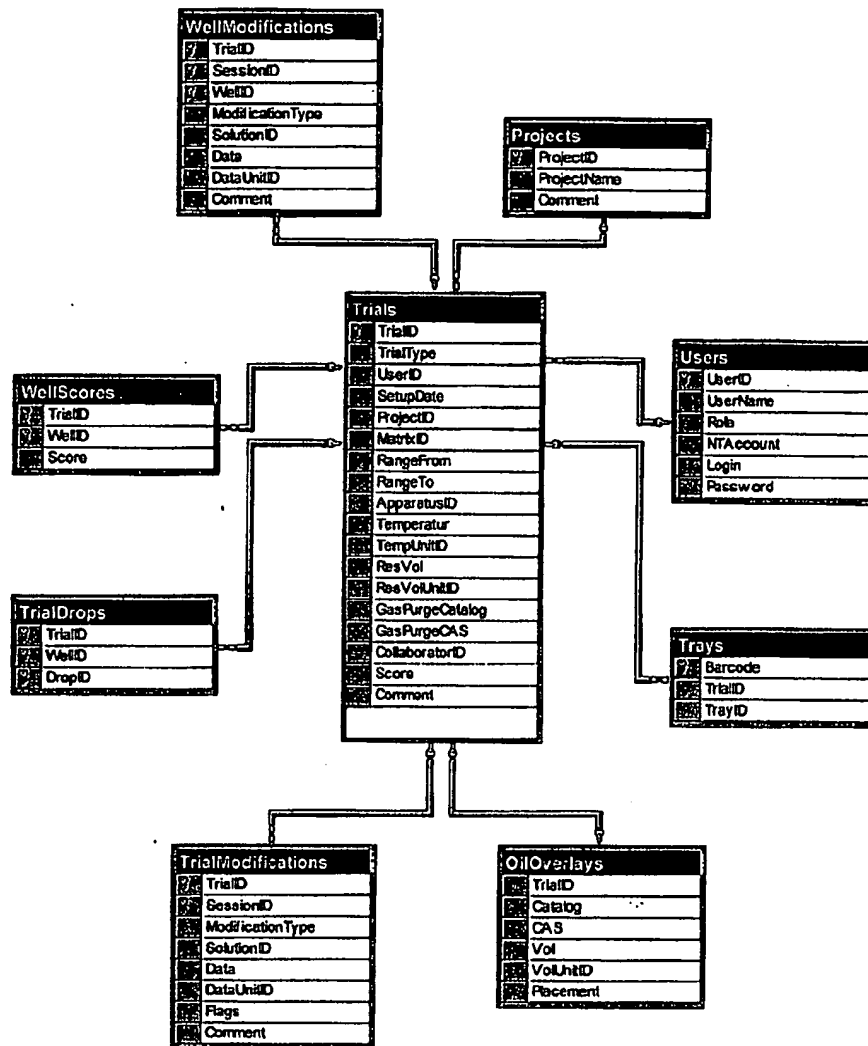 WellModifications
TrialID
SessionID
WellID
ModificationType
SolutionID
Data
DataUnitID
Comment
Projects
ProjectID
ProjectName
Comment
Trials
TrialID
TrialType
UserID
SetupDate
ProjectID
MatrixID
RangeFrom
RangeTo
ApparatusID
Temperatur
TempUnitID
ResVol
ResVolUnitID
GasPurgeCatalog
GasPurgeCAS
CollaboratorID
Score
Comment
WellScores
TrialID
WellID
Score
TrialDrops
TrialID
WellID
DropID
Users
UserID
UserName
Role
NTAccount
Login
Password
Trays
Barcode
TrialID
TrayID
TrialModifications
TrialID
SessionID
ModificationType
SolutionID
Data
DataUnitID
Flags
Comment
OilOverlays
TrialID
Catalog
CAS
Vol
VolUnitID
Placement